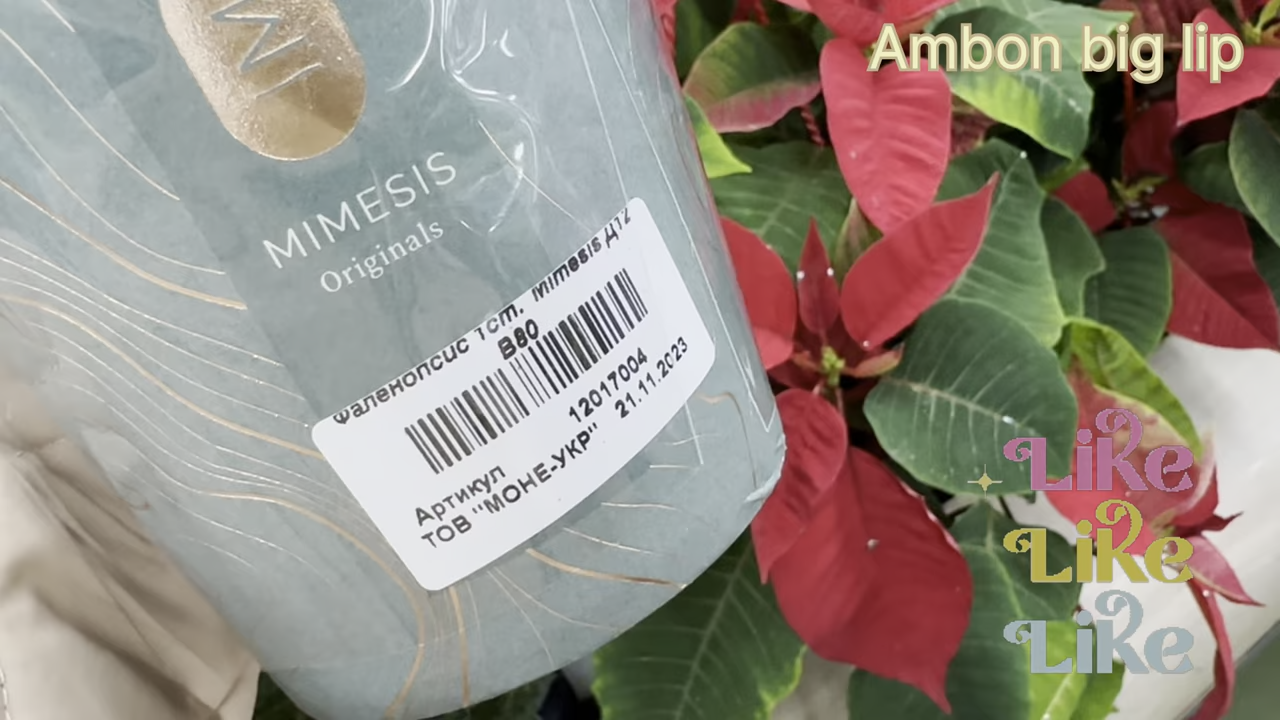 Ambon big lip
MIMESIS
Originals
Фаленопсис 1ст. Mimesis Д12
B80
Артикул 12017004
ТОВ "МОНЕ-УКР" 21.11.2023
Like
Like
Like